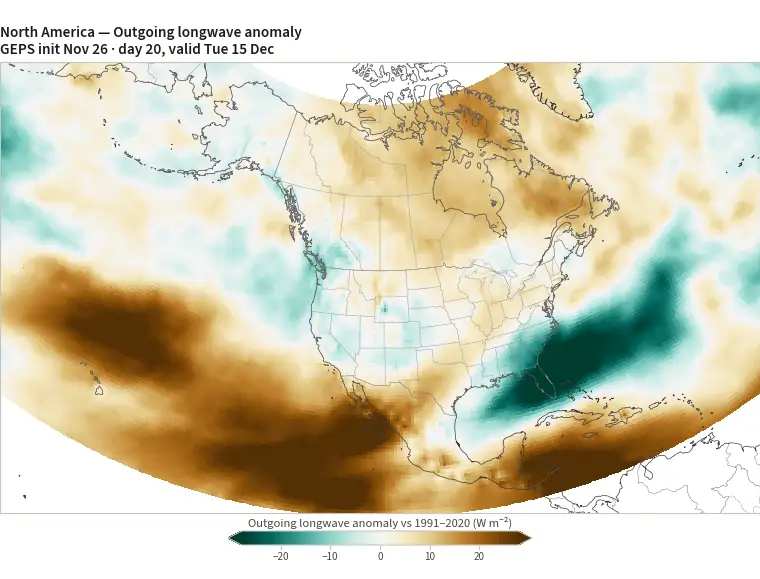 North America — Outgoing longwave anomaly
GEPS init Nov 26 · day 20, valid Tue 15 Dec
Outgoing longwave anomaly vs 1991–2020 (W m⁻²)
−20 −10 0 10 20